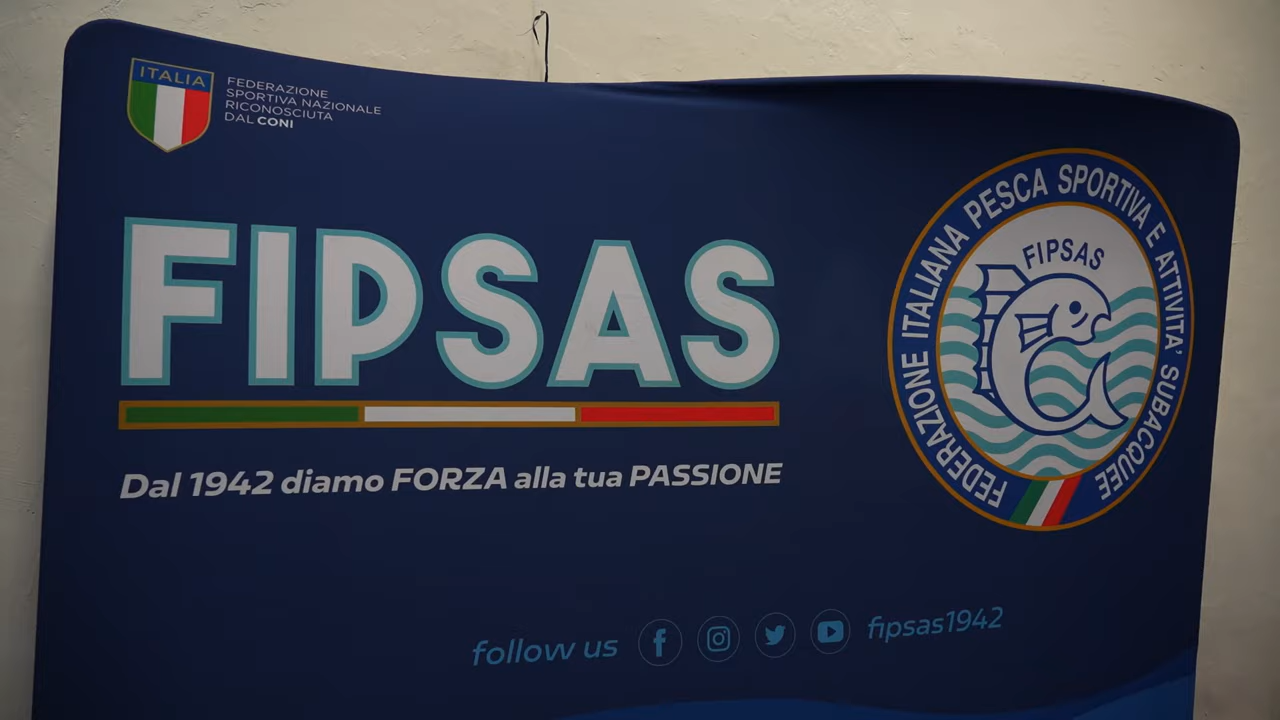 ITALIA
FEDERAZIONE
SPORTIVA NAZIONALE
RICONOSCIUTA
DAL CONI
FIPSAS
Dal 1942 diamo FORZA alla tua PASSIONE
FEDERAZIONE ITALIANA PESCA SPORTIVA E ATTIVITA' SUBACQUEE
FIPSAS
follow us fipsas1942